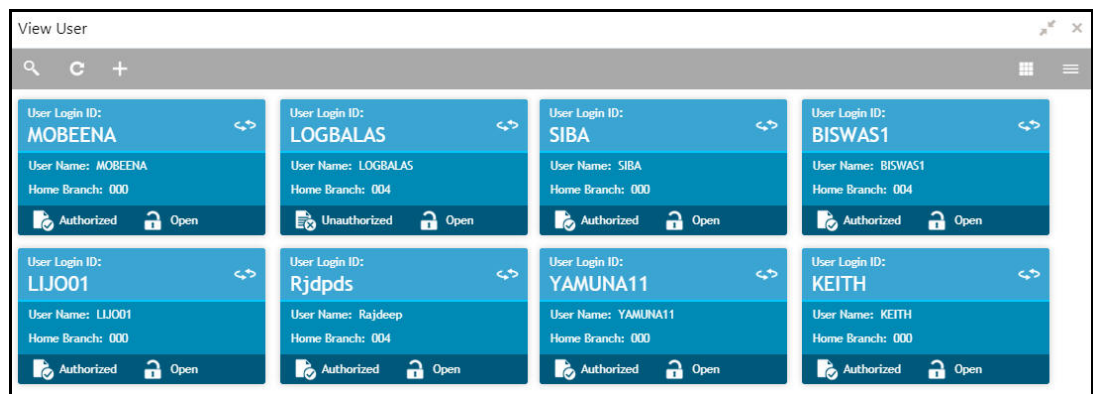 View User
User Login ID:
MOBEENA
User Name: MOBEENA
Home Branch: 000
Authorized Open
User Login ID:
LOGBALAS
User Name: LOGBALAS
Home Branch: 004
Unauthorized Open
User Login ID:
SIBA
User Name: SIBA
Home Branch: 000
Authorized Open
User Login ID:
BISWAS1
User Name: BISWAS1
Home Branch: 004
Authorized Open
User Login ID:
LIJO01
User Name: LIJO01
Home Branch: 000
Authorized Open
User Login ID:
Rjdpds
User Name: Rajdeep
Home Branch: 004
Authorized Open
User Login ID:
YAMUNA11
User Name: YAMUNA11
Home Branch: 000
Authorized Open
User Login ID:
KEITH
User Name: KEITH
Home Branch: 000
Authorized Open